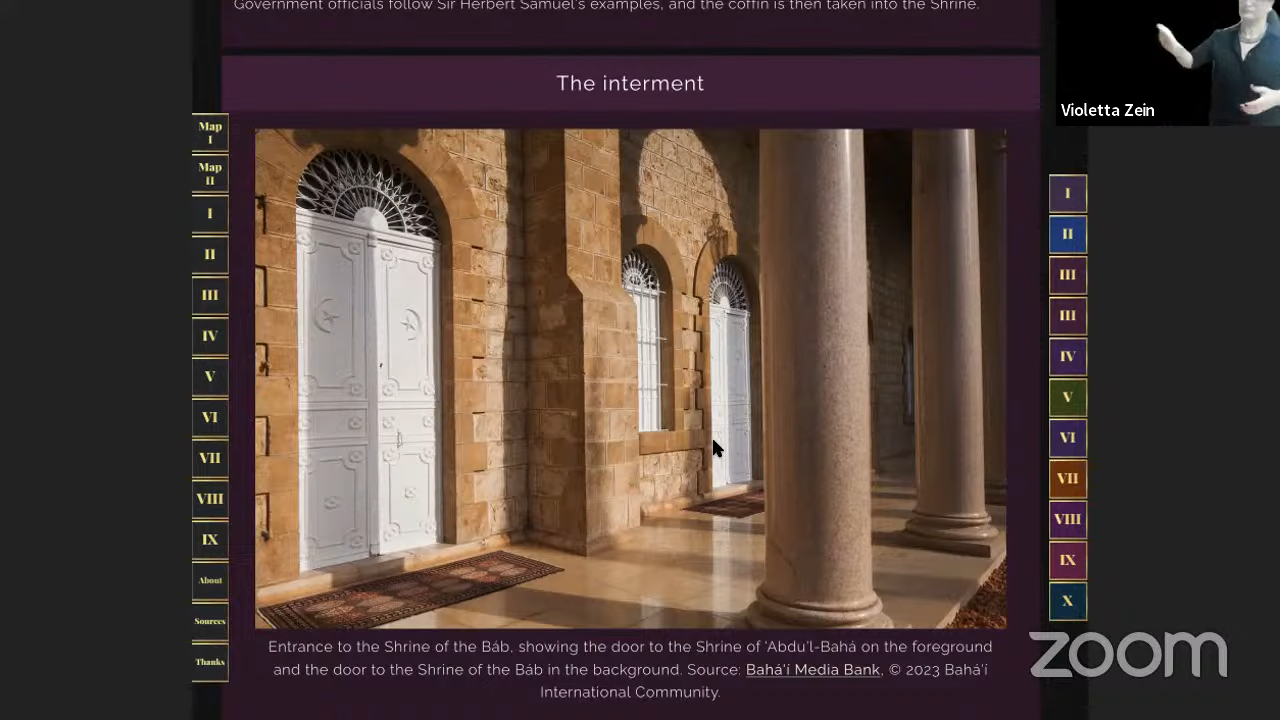 Government officials follow Sir Herbert Samuel's examples, and the coffin is then taken into the Shrine.
The interment
Violetta Zein
Map
I
Map
II
I
II
III
IV
V
VI
VII
VIII
IX
About
Sources
Thanks
I
II
III
III
IV
V
VI
VII
VIII
IX
X
Entrance to the Shrine of the Báb, showing the door to the Shrine of 'Abdu'l-Bahá on the foreground
and the door to the Shrine of the Báb in the background. Source: Bahá'í Media Bank, © 2023 Bahá'í
International Community.
zoom